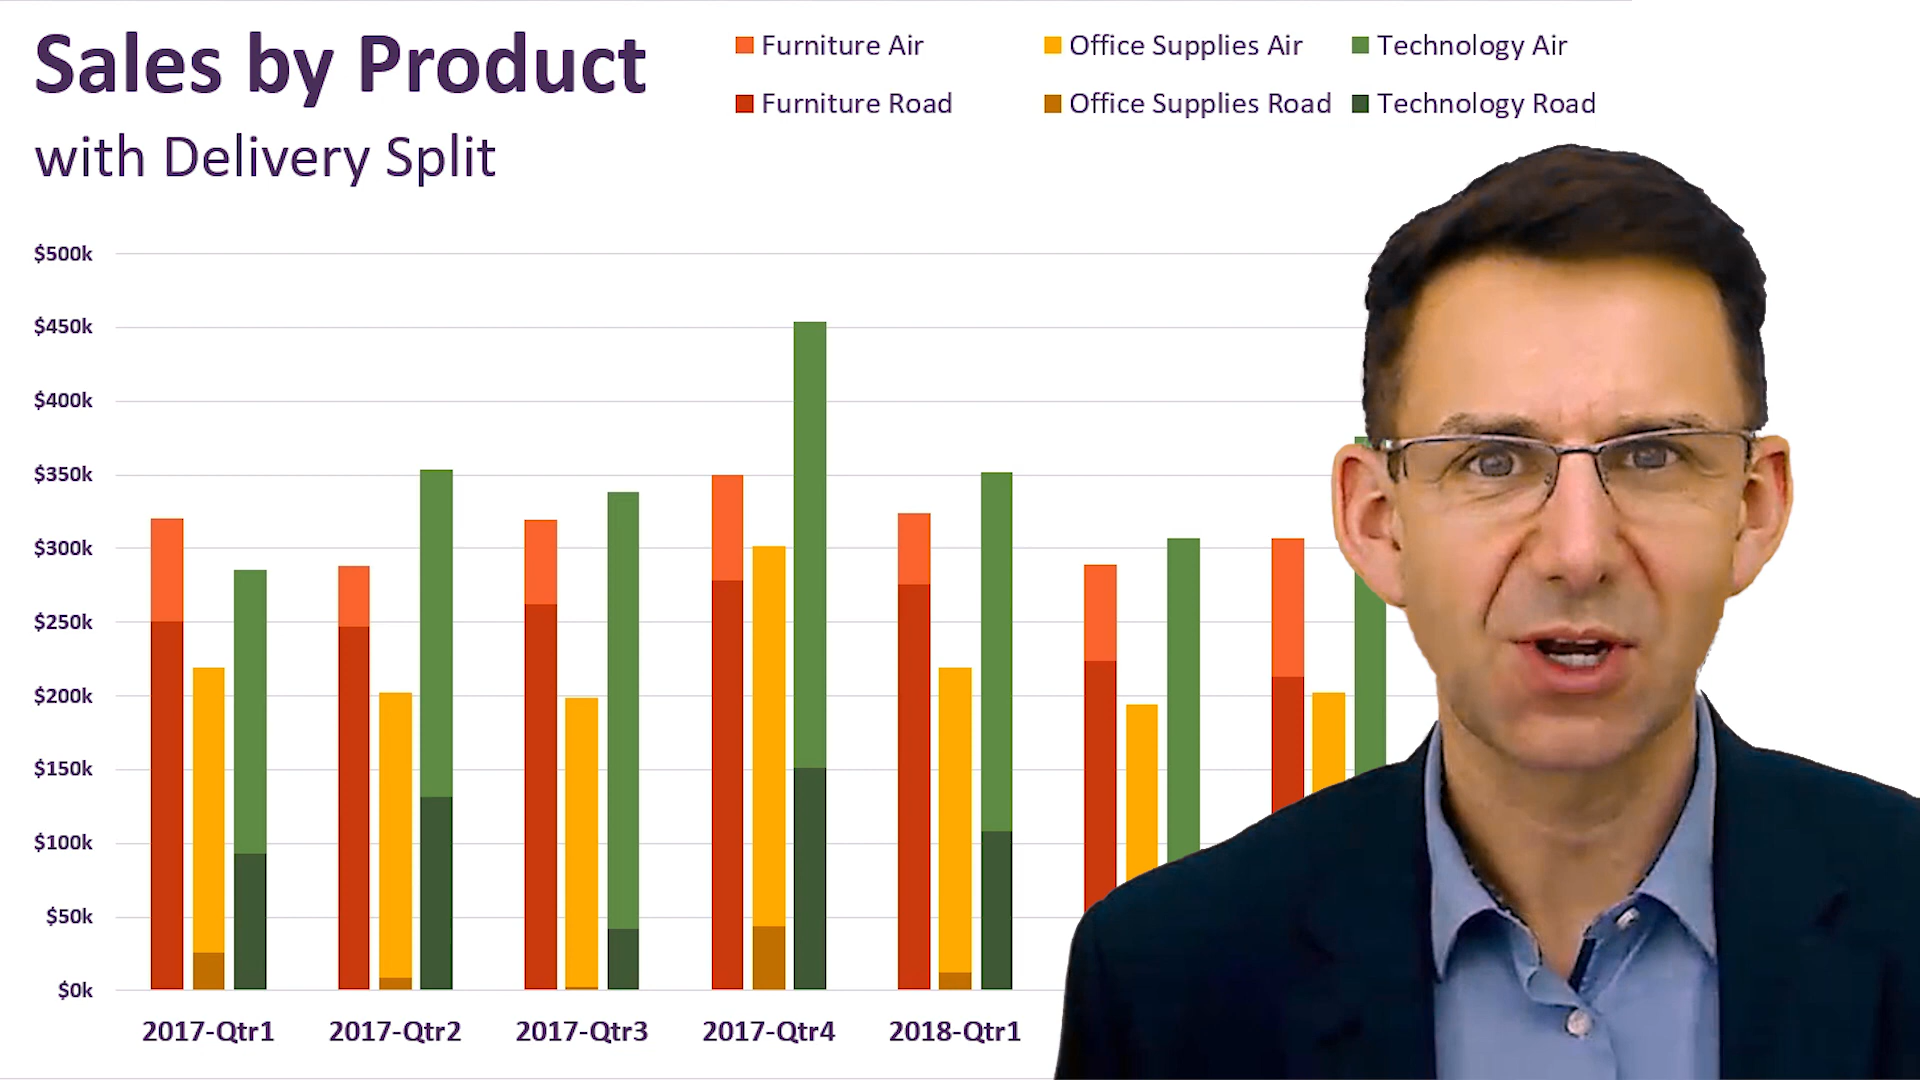 Sales by Product
with Delivery Split
Furniture Air
Office Supplies Air
Technology Air
Furniture Road
Office Supplies Road
Technology Road
$500k
$450k
$400k
$350k
$300k
$250k
$200k
$150k
$100k
$50k
$0k
2017-Qtr1
2017-Qtr2
2017-Qtr3
2017-Qtr4
2018-Qtr1